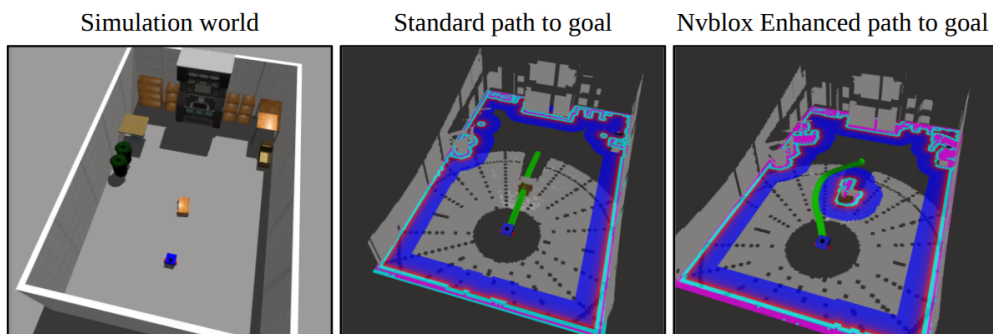 Simulation world
Standard path to goal
Nvblox Enhanced path to goal